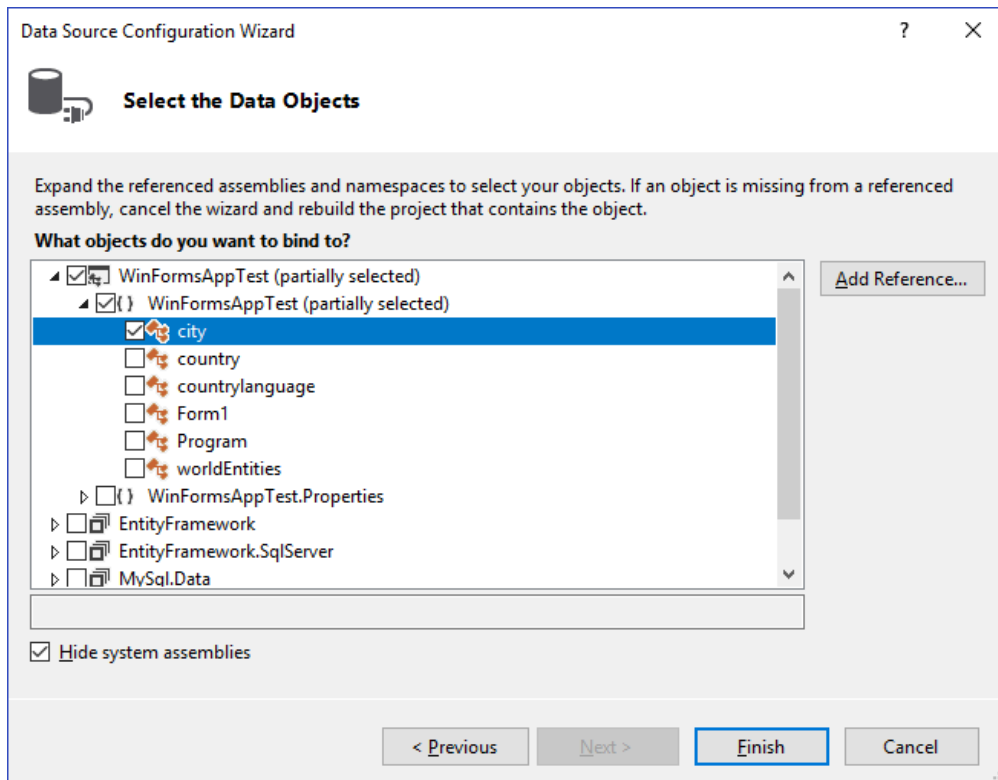 Data Source Configuration Wizard
?
Select the Data Objects
Expand the referenced assemblies and namespaces to select your objects. If an object is missing from a referenced
assembly, cancel the wizard and rebuild the project that contains the object.
What objects do you want to bind to?
WinFormsAppTest (partially selected)
Add Reference...
{ } WinFormsAppTest (partially selected)
city
country
countrylanguage
Form1
Program
worldEntities
{ } WinFormsAppTest.Properties
EntityFramework
EntityFramework.SqlServer
MySql.Data
Hide system assemblies
< Previous
Next >
Finish
Cancel